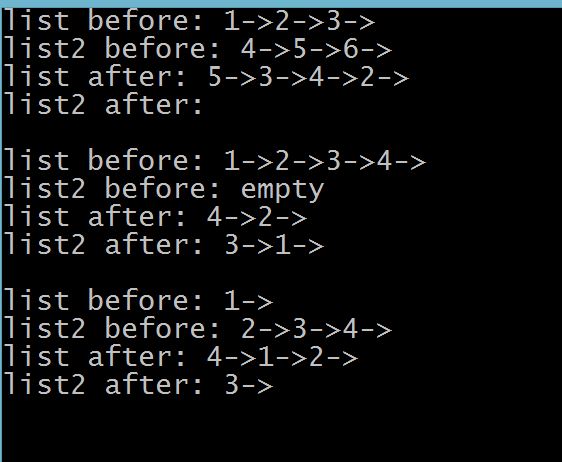 list before: 1->2->3->
list2 before: 4->5->6->
list after: 5->3->4->2->
list2 after:
list before: 1->2->3->4->
list2 before: empty
list after: 4->2->
list2 after: 3->1->
list before: 1->
list2 before: 2->3->4->
list after: 4->1->2->
list2 after: 3->